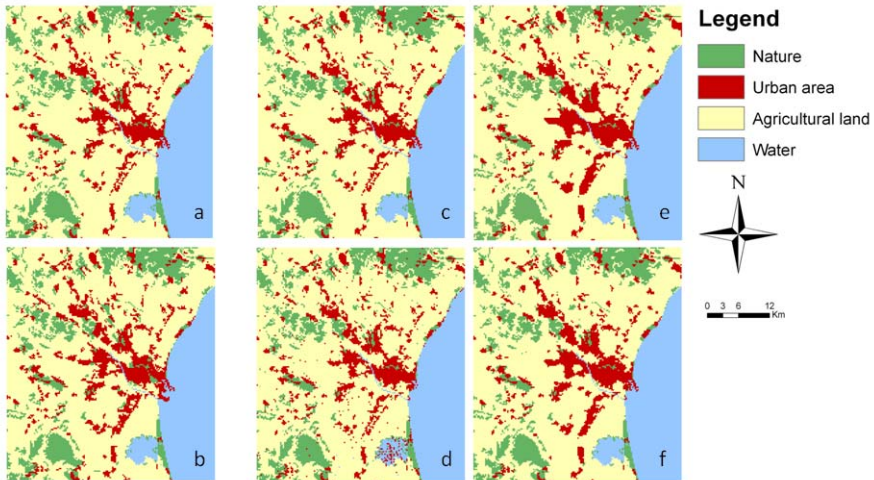 a
c
e
b
d
f
Legend
Nature
Urban area
Agricultural land
Water
N
0 3 6 12
Km